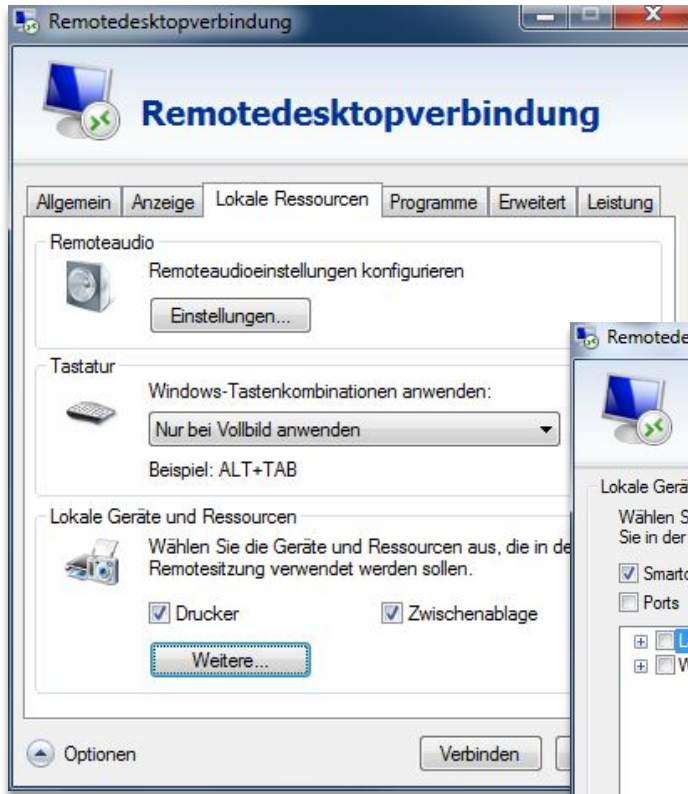 Remotedesktopverbindung
Remotedesktopverbindung
Allgemein Anzeige Lokale Ressourcen Programme Erweitert Leistung
Remoteaudio
Remoteaudioeinstellungen konfigurieren
Einstellungen...
Tastatur
Windows-Tastenkombinationen anwenden:
Nur bei Vollbild anwenden
Beispiel: ALT+TAB
Lokale Geräte und Ressourcen
Wählen Sie die Geräte und Ressourcen aus, die in de
Remotesitzung verwendet werden sollen.
Drucker Zwischenablage
Weitere...
Optionen Verbinden
Remotede
Lokale Gerä
Wählen S
Sie in der
Smartc
Ports